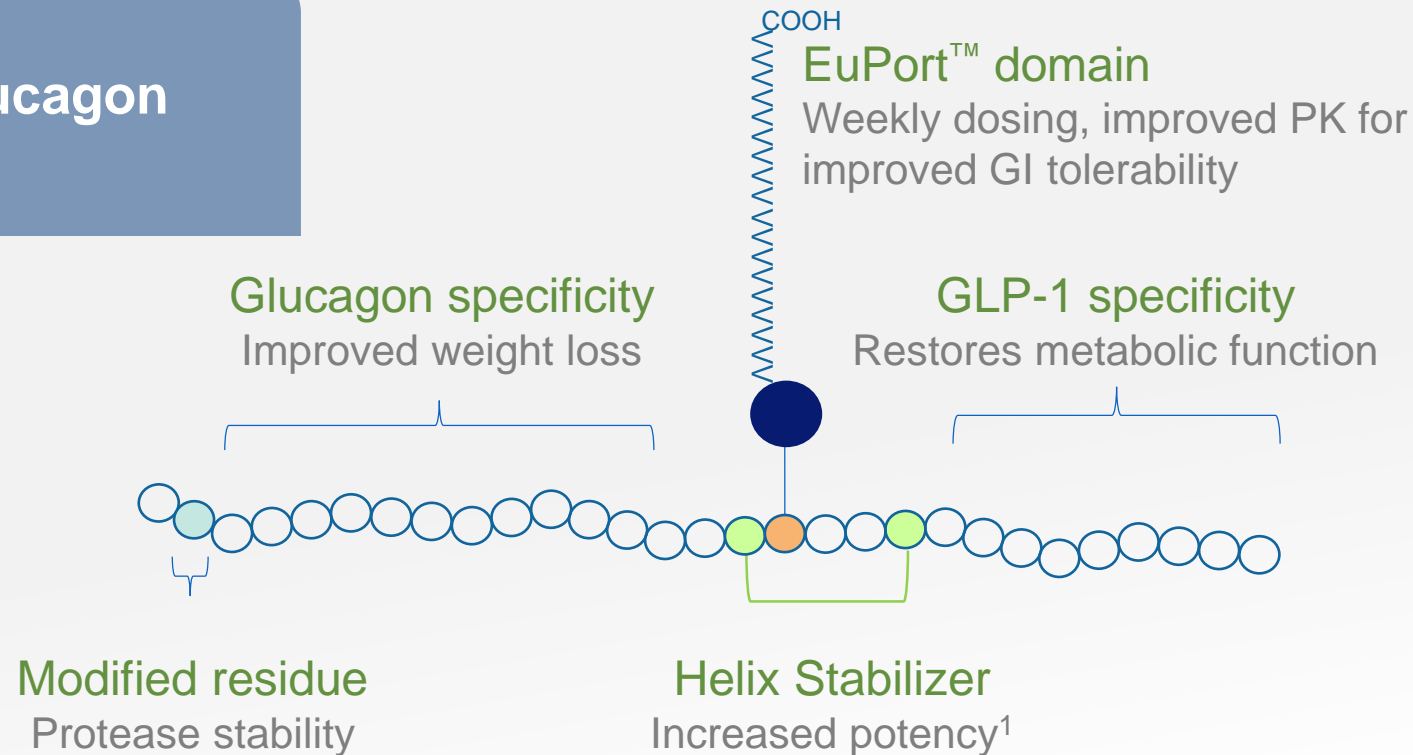 COOH
EuPort™ domain
Weekly dosing, improved PK for
improved GI tolerability
Glucagon specificity
Improved weight loss
GLP-1 specificity
Restores metabolic function
Modified residue
Protease stability
Helix Stabilizer
Increased potency¹